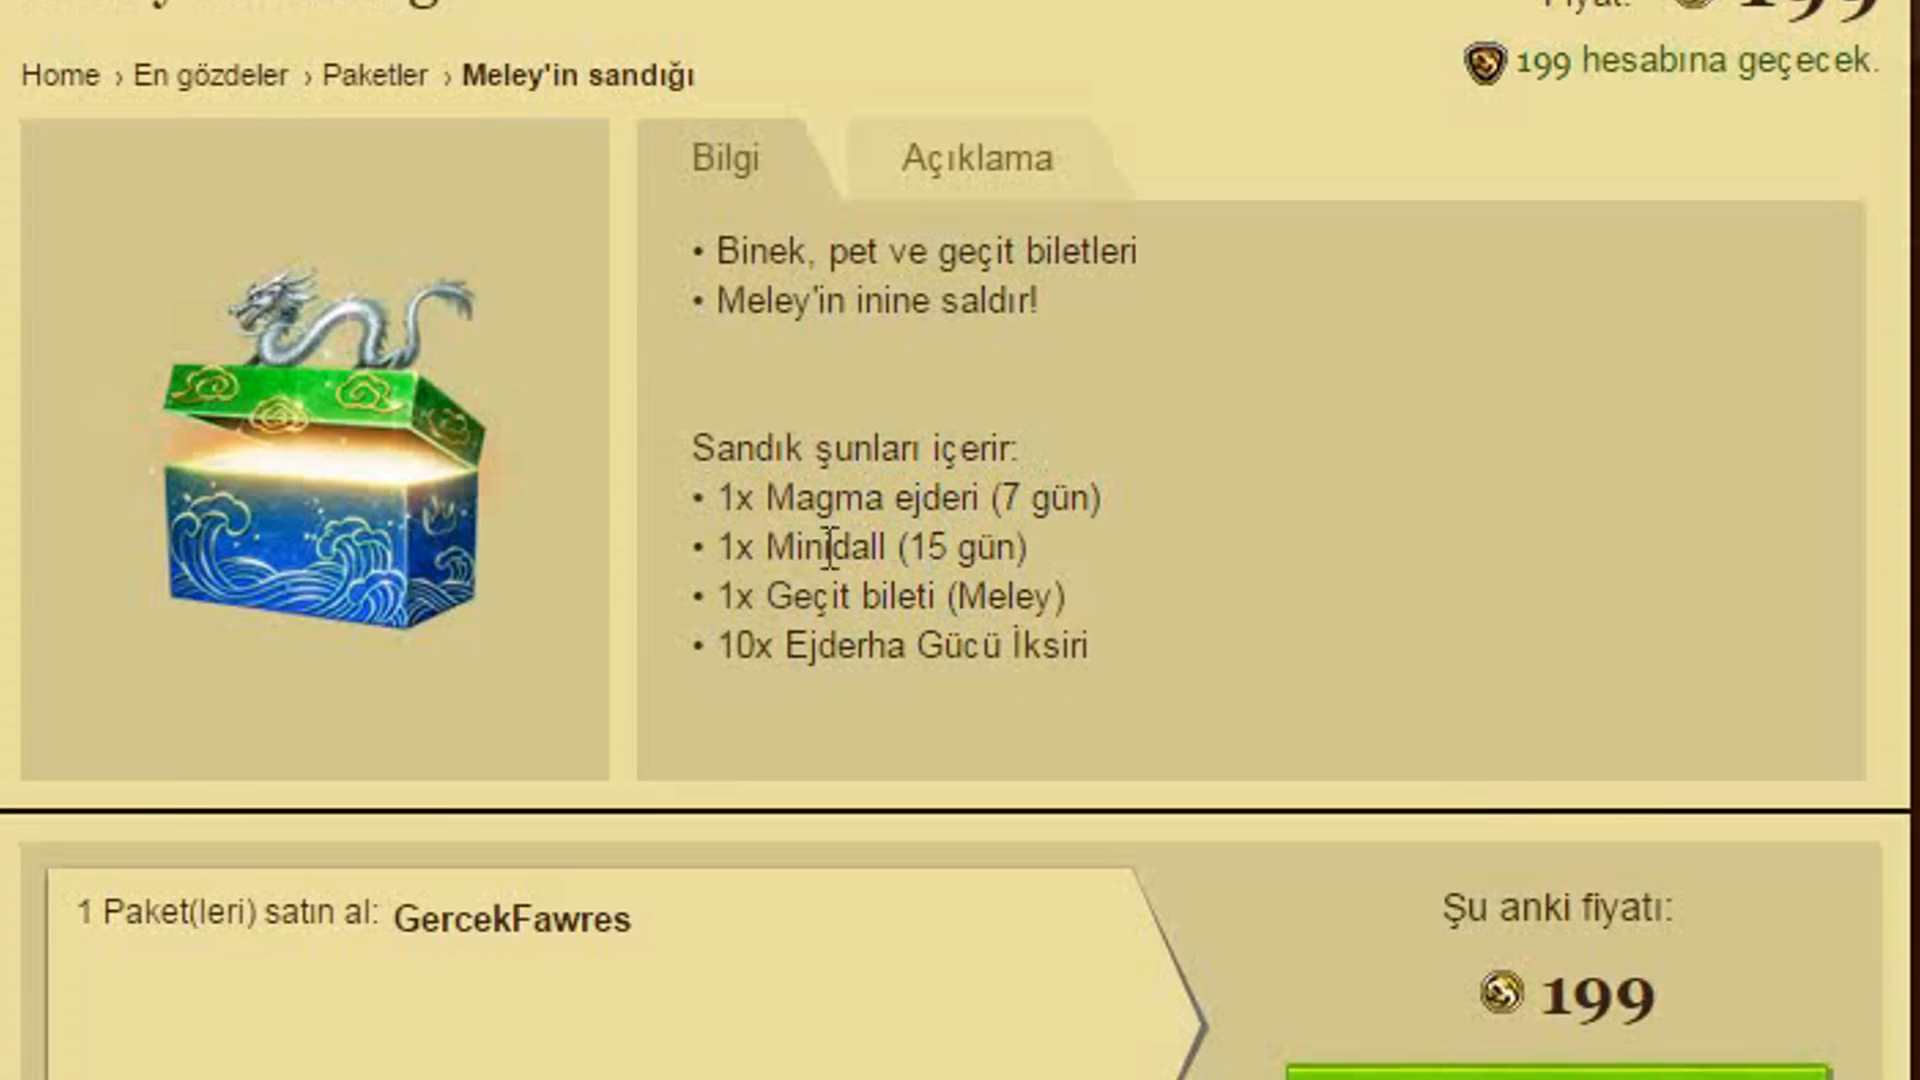 Fiyat: 199
Home › En gözdeler › Paketler › Meley'in sandığı
199 hesabına geçecek.
Bilgi
Açıklama
• Binek, pet ve geçit biletleri
• Meley'in inine saldır!
Sandık şunları içerir:
• 1x Magma ejderi (7 gün)
• 1x Minidall (15 gün)
• 1x Geçit bileti (Meley)
• 10x Ejderha Gücü İksiri
1 Paket(leri) satın al: GercekFawres
Şu anki fiyatı:
199